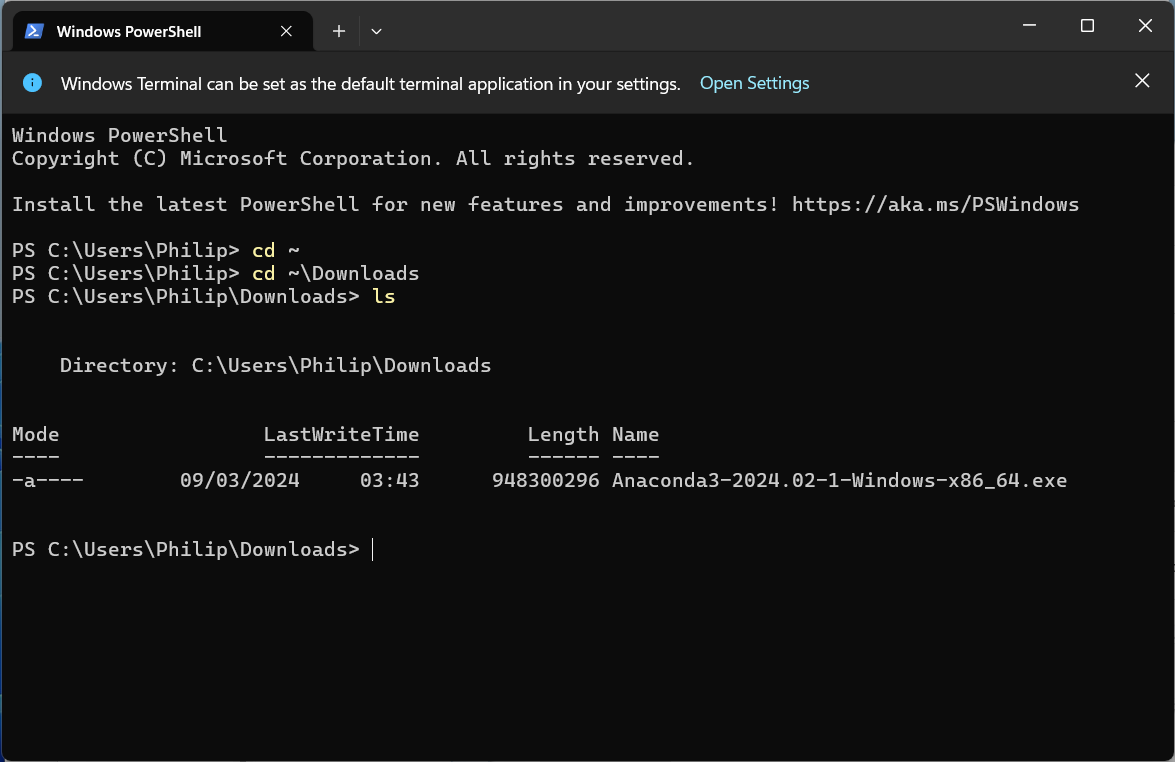 Windows PowerShell
Windows Terminal can be set as the default terminal application in your settings. Open Settings
Windows PowerShell
Copyright (C) Microsoft Corporation. All rights reserved.
Install the latest PowerShell for new features and improvements! https://aka.ms/PSWindows
PS C:\Users\Philip> cd ~
PS C:\Users\Philip> cd ~\Downloads
PS C:\Users\Philip\Downloads> ls
Directory: C:\Users\Philip\Downloads
Mode                 LastWriteTime         Length Name
----                 -------------         ------ ----
-a----        09/03/2024     03:43      948300296 Anaconda3-2024.02-1-Windows-x86_64.exe
PS C:\Users\Philip\Downloads>